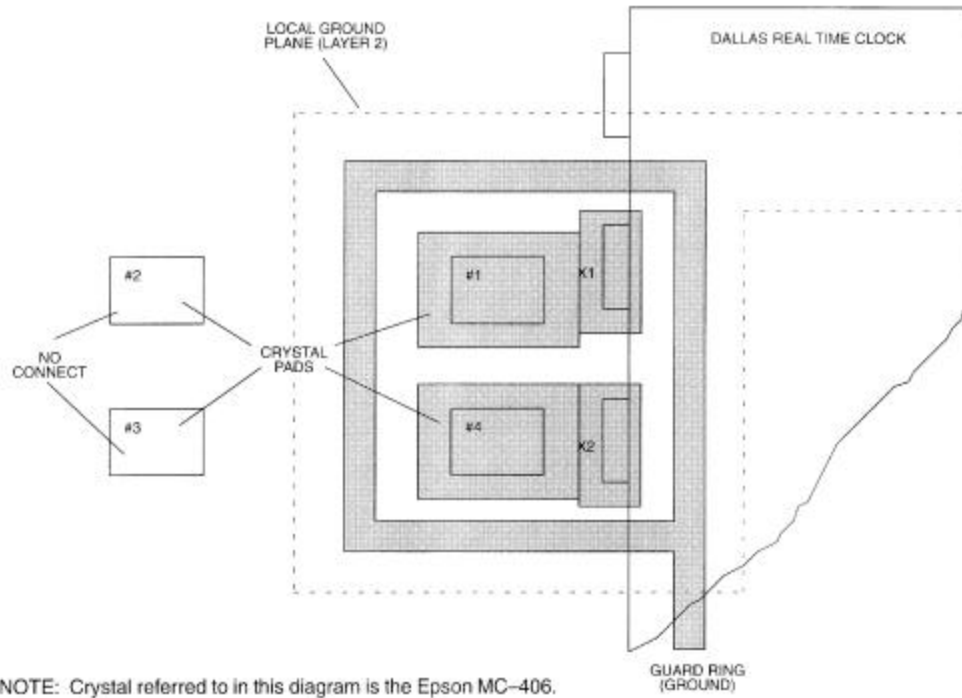 LOCAL GROUND
PLANE (LAYER 2)
DALLAS REAL TIME CLOCK
#2
#1
X1
NO
CONNECT
CRYSTAL
PADS
#3
#4
X2
GUARD RING
(GROUND)
NOTE: Crystal referred to in this diagram is the Epson MC–406.